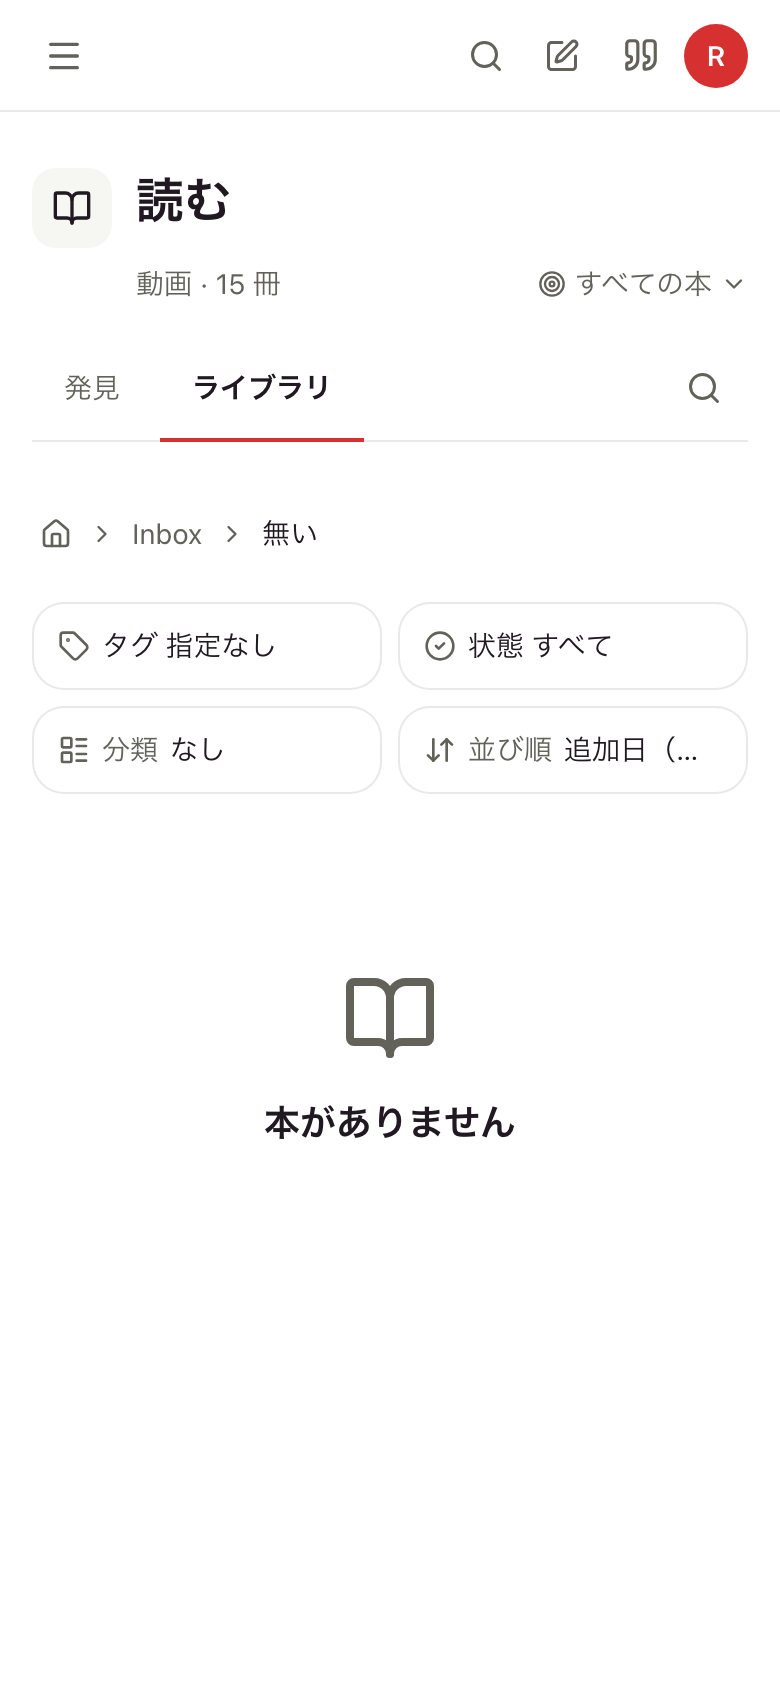 R
読む
動画 · 15 冊
すべての本
発見 ライブラリ
Inbox 無い
タグ 指定なし
状態 すべて
分類 なし
並び順 追加日（...
本がありません